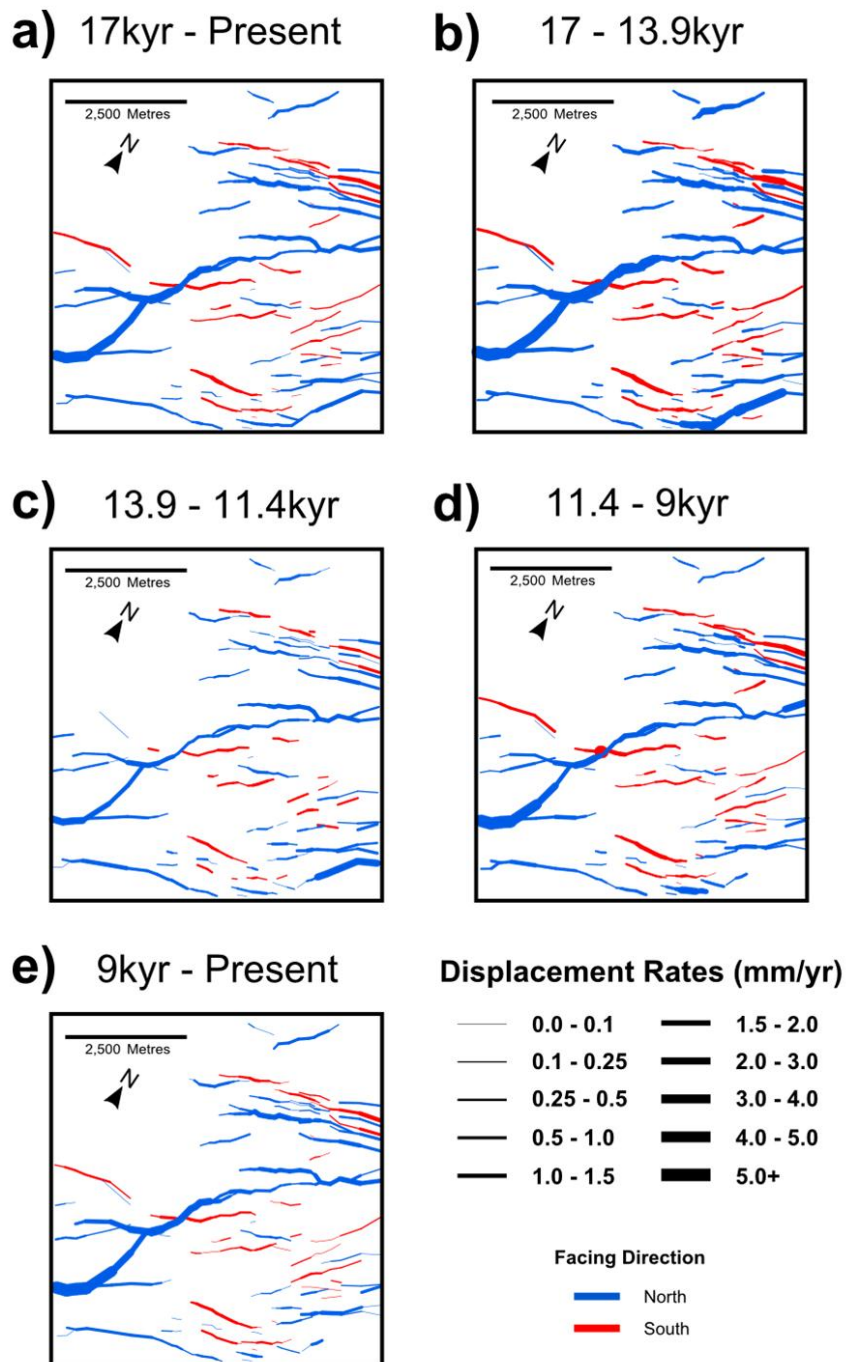 a) 17kyr - Present
b) 17 - 13.9kyr
2,500 Metres
N
2,500 Metres
N
c) 13.9 - 11.4kyr
d) 11.4 - 9kyr
2,500 Metres
N
2,500 Metres
N
e) 9kyr - Present
2,500 Metres
N
Displacement Rates (mm/yr)
0.0 - 0.1
1.5 - 2.0
0.1 - 0.25
2.0 - 3.0
0.25 - 0.5
3.0 - 4.0
0.5 - 1.0
4.0 - 5.0
1.0 - 1.5
5.0+
Facing Direction
North
South